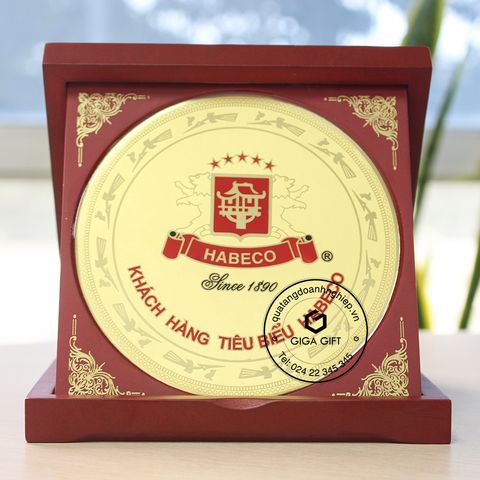 HABECO
®
Since 1890
KHÁCH HÀNG TIÊU BIỂU HABECO
quatangdoanhnghiep.vn
GIGA GIFT
Tel: 024 22 345 345